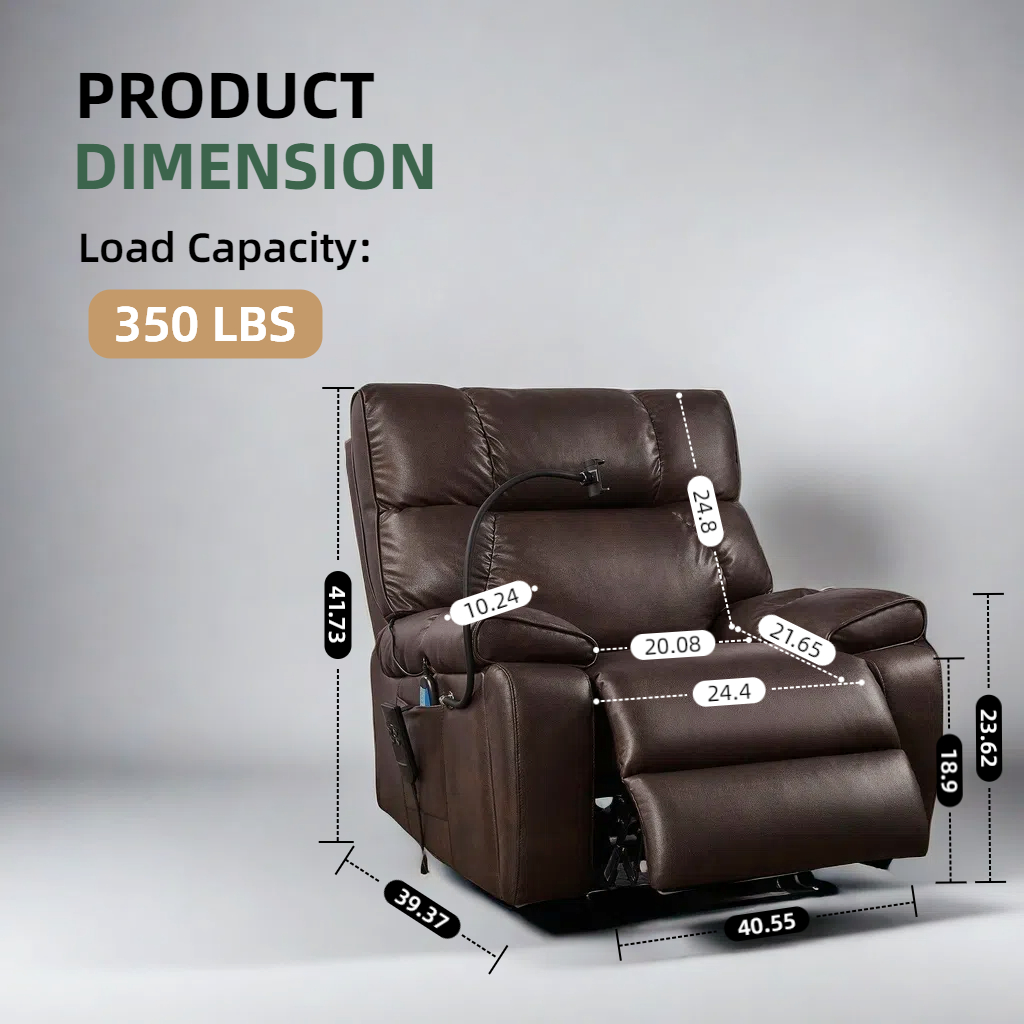 PRODUCT
DIMENSION
Load Capacity:
350 LBS
24.8
41.73
10.24
20.08
21.65
24.4
23.62
18.9
39.37
40.55